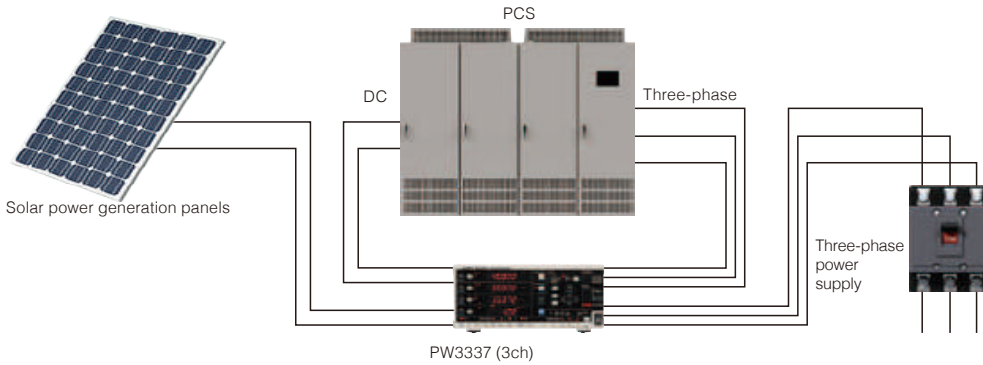 PCS
DC
Three-phase
Solar power generation panels
Three-phase
power
supply
PW3337 (3ch)